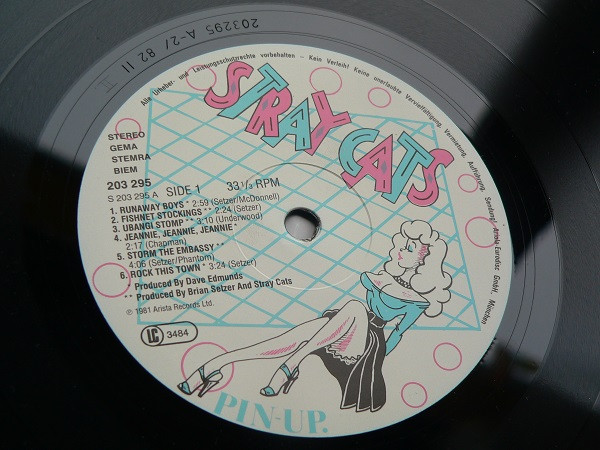 203295 A-2/ 82 11
Alle Urheber- und Leistungsschutzrechte vorbehalten - Kein Verleih! Keine unerlaubte Vervielfältigung, Vermietung, Aufführung, Sendung! Ariola Eurodisc GmbH, München
STRAY CATS
STEREO
GEMA
STEMRA
BIEM
203 295
S 203 295 A SIDE 1 33 1/3 RPM
1. RUNAWAY BOYS * 2:59 (Setzer/McDonnell)
2. FISHNET STOCKINGS ** 2:24 (Setzer)
3. UBANGI STOMP ** 3:10 (Underwood)
4. JEANNIE, JEANNIE, JEANNIE *
2:17 (Chapman)
5. STORM THE EMBASSY **
4:06 (Setzer/Phantom)
6. ROCK THIS TOWN * 3:24 (Setzer)
* Produced By Dave Edmunds
** Produced By Brian Setzer And Stray Cats
℗ 1981 Arista Records Ltd.
LC 3484
PIN-UP.